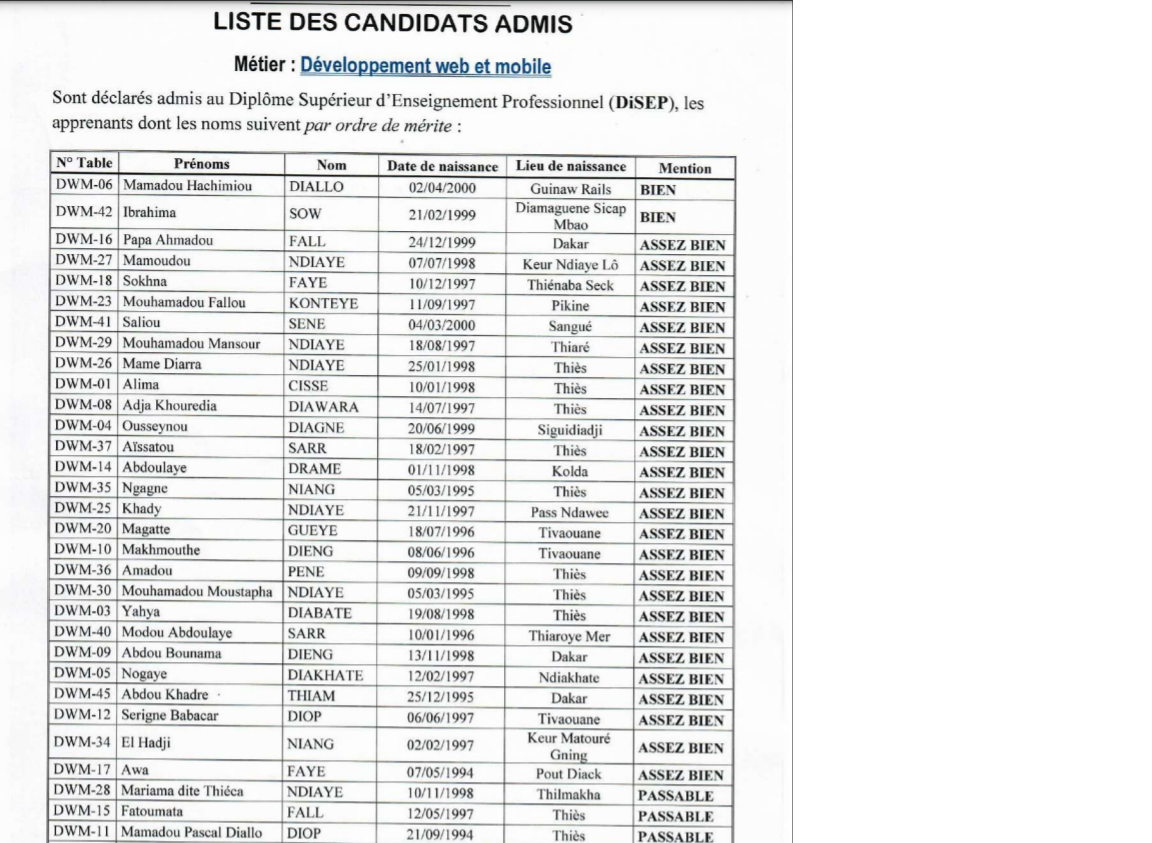 LISTE DES CANDIDATS ADMIS
Métier : Développement web et mobile
Sont déclarés admis au Diplôme Supérieur d'Enseignement Professionnel (DiSEP), les
apprenants dont les noms suivent par ordre de mérite :
N° Table Prénoms Nom Date de naissance Lieu de naissance Mention
DWM-06 Mamadou Hachimiou DIALLO 02/04/2000 Guinaw Rails BIEN
DWM-42 Ibrahima SOW 21/02/1999 Diamaguene Sicap Mbao BIEN
DWM-16 Papa Ahmadou FALL 24/12/1999 Dakar ASSEZ BIEN
DWM-27 Mamoudou NDIAYE 07/07/1998 Keur Ndiaye Lô ASSEZ BIEN
DWM-18 Sokhna FAYE 10/12/1997 Thiénaba Seck ASSEZ BIEN
DWM-23 Mouhamadou Fallou KONTEYE 11/09/1997 Pikine ASSEZ BIEN
DWM-41 Saliou SENE 04/03/2000 Sangué ASSEZ BIEN
DWM-29 Mouhamadou Mansour NDIAYE 18/08/1997 Thiaré ASSEZ BIEN
DWM-26 Mame Diarra NDIAYE 25/01/1998 Thiès ASSEZ BIEN
DWM-01 Alima CISSE 10/01/1998 Thiès ASSEZ BIEN
DWM-08 Adja Khouredia DIAWARA 14/07/1997 Thiès ASSEZ BIEN
DWM-04 Ousseynou DIAGNE 20/06/1999 Siguidiadji ASSEZ BIEN
DWM-37 Aïssatou SARR 18/02/1997 Thiès ASSEZ BIEN
DWM-14 Abdoulaye DRAME 01/11/1998 Kolda ASSEZ BIEN
DWM-35 Ngagne NIANG 05/03/1995 Thiès ASSEZ BIEN
DWM-25 Khady NDIAYE 21/11/1997 Pass Ndawee ASSEZ BIEN
DWM-20 Magatte GUEYE 18/07/1996 Tivaouane ASSEZ BIEN
DWM-10 Makhmouthe DIENG 08/06/1996 Tivaouane ASSEZ BIEN
DWM-36 Amadou PENE 09/09/1998 Thiès ASSEZ BIEN
DWM-30 Mouhamadou Moustapha NDIAYE 05/03/1995 Thiès ASSEZ BIEN
DWM-03 Yahya DIABATE 19/08/1998 Thiès ASSEZ BIEN
DWM-40 Modou Abdoulaye SARR 10/01/1996 Thiaroye Mer ASSEZ BIEN
DWM-09 Abdou Bounama DIENG 13/11/1998 Dakar ASSEZ BIEN
DWM-05 Nogaye DIAKHATE 12/02/1997 Ndiakhate ASSEZ BIEN
DWM-45 Abdou Khadre THIAM 25/12/1995 Dakar ASSEZ BIEN
DWM-12 Serigne Babacar DIOP 06/06/1997 Tivaouane ASSEZ BIEN
DWM-34 El Hadji NIANG 02/02/1997 Keur Matouré Gning ASSEZ BIEN
DWM-17 Awa FAYE 07/05/1994 Pout Diack ASSEZ BIEN
DWM-28 Mariama dite Thiéca NDIAYE 10/11/1998 Thilmakha PASSABLE
DWM-15 Fatoumata FALL 12/05/1997 Thiès PASSABLE
DWM-11 Mamadou Pascal Diallo DIOP 21/09/1994 Thiès PASSABLE